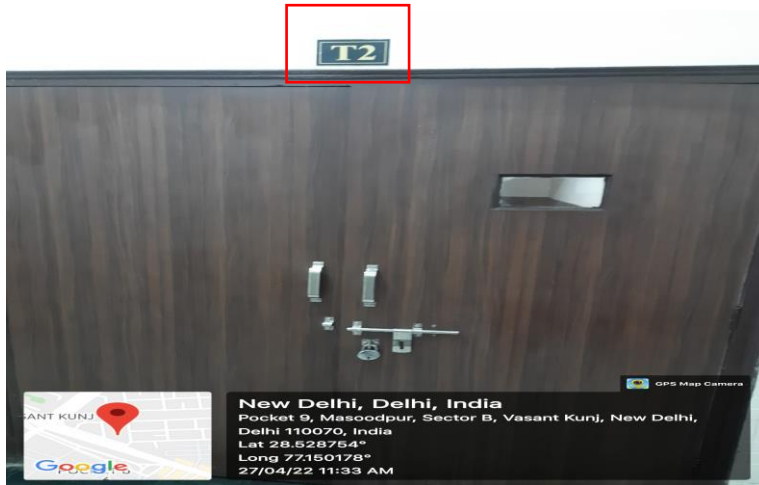 T2
GPS Map Camera
SANT KUNJ
Google
New Delhi, Delhi, India
Pocket 9, Masoodpur, Sector B, Vasant Kunj, New Delhi,
Delhi 110070, India
Lat 28.528754°
Long 77.150178°
27/04/22 11:33 AM